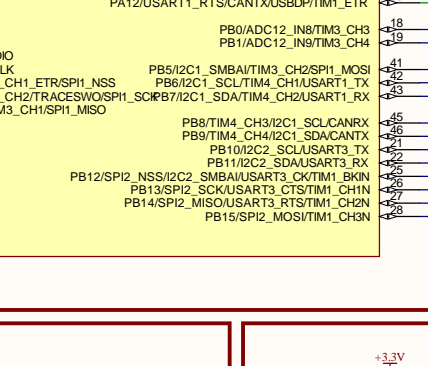 PA12/USART1_RTS/CANTX/USBDP/TIM1_ETR
PB0/ADC12_IN8/TIM3_CH3 18
PB1/ADC12_IN9/TIM3_CH4 19
DIO
LK PB5/I2C1_SMBAI/TIM3_CH2/SPI1_MOSI 41
CH1_ETR/SPI1_NSS PB6/I2C1_SCL/TIM4_CH1/USART1_TX 42
CH2/TRACESWO/SPI1_SCK PB7/I2C1_SDA/TIM4_CH2/USART1_RX 43
M3_CH1/SPI1_MISO
PB8/TIM4_CH3/I2C1_SCL/CANRX 45
PB9/TIM4_CH4/I2C1_SDA/CANTX 46
PB10/I2C2_SCL/USART3_TX 21
PB11/I2C2_SDA/USART3_RX 22
PB12/SPI2_NSS/I2C2_SMBAI/USART3_CK/TIM1_BKIN 25
PB13/SPI2_SCK/USART3_CTS/TIM1_CH1N 26
PB14/SPI2_MISO/USART3_RTS/TIM1_CH2N 27
PB15/SPI2_MOSI/TIM1_CH3N 28
+3.3V